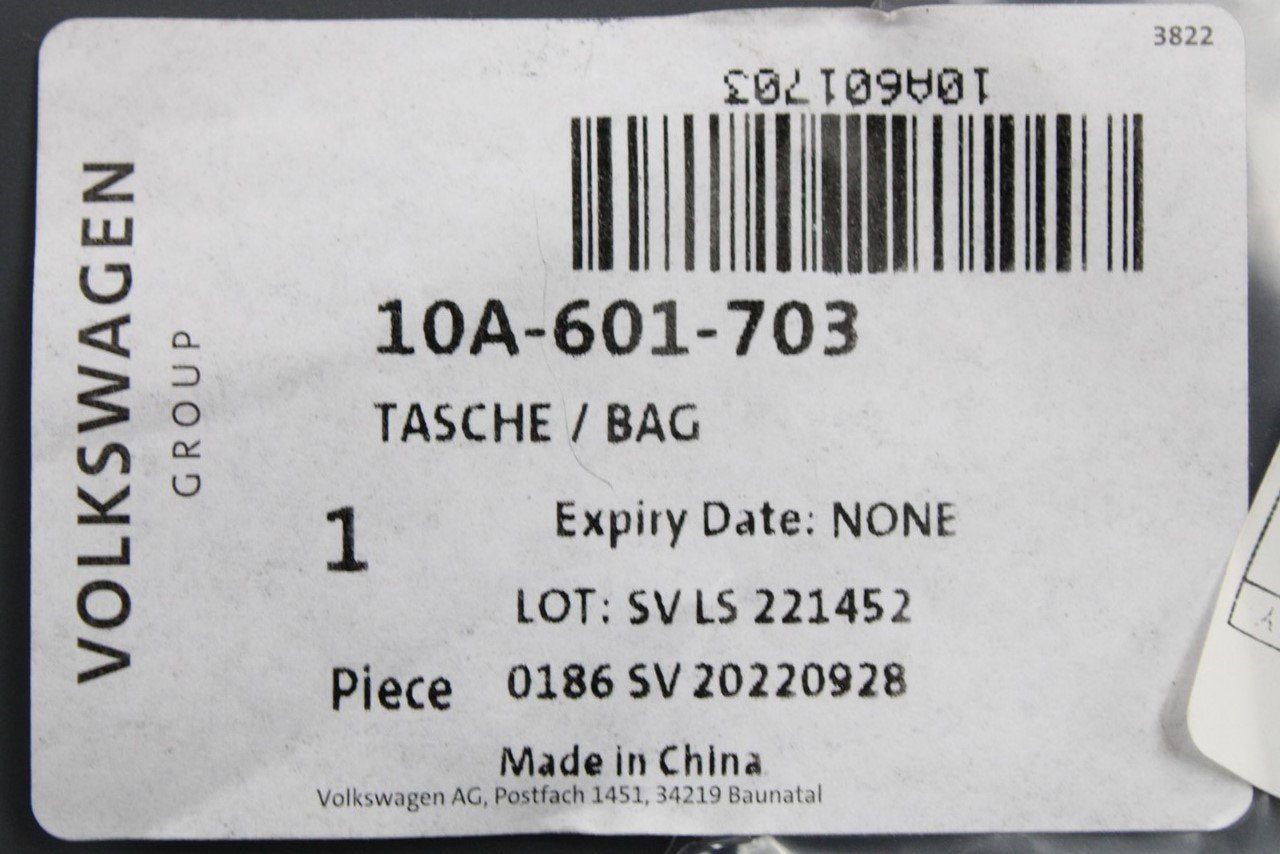 3822
10A601703
VOLKSWAGEN
GROUP
10A-601-703
TASCHE / BAG
1
Expiry Date: NONE
LOT: SV LS 221452
Piece
0186 SV 20220928
Made in China
Volkswagen AG, Postfach 1451, 34219 Baunatal